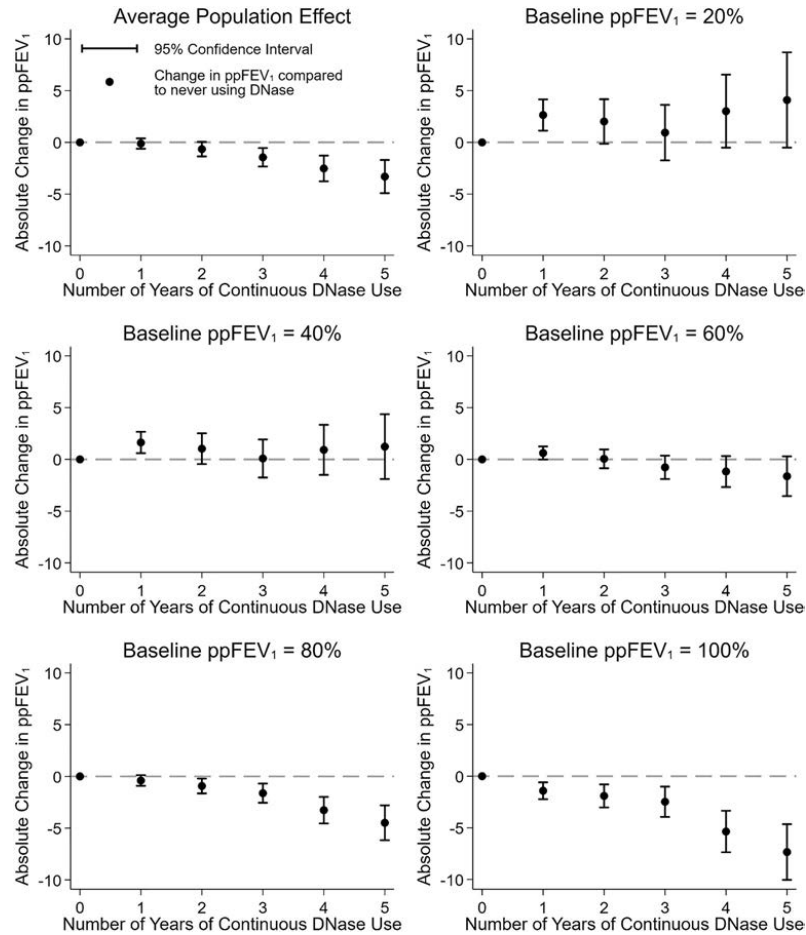 Average Population Effect
Absolute Change in ppFEV₁
10
5
0
-5
-10
95% Confidence Interval
Change in ppFEV₁ compared
to never using DNase
0 1 2 3 4 5
Number of Years of Continuous DNase Use
Baseline ppFEV₁ = 20%
Absolute Change in ppFEV₁
10
5
0
-5
-10
0 1 2 3 4 5
Number of Years of Continuous DNase Use
Baseline ppFEV₁ = 40%
Absolute Change in ppFEV₁
10
5
0
-5
-10
0 1 2 3 4 5
Number of Years of Continuous DNase Use
Baseline ppFEV₁ = 60%
Absolute Change in ppFEV₁
10
5
0
-5
-10
0 1 2 3 4 5
Number of Years of Continuous DNase Use
Baseline ppFEV₁ = 80%
Absolute Change in ppFEV₁
10
5
0
-5
-10
0 1 2 3 4 5
Number of Years of Continuous DNase Use
Baseline ppFEV₁ = 100%
Absolute Change in ppFEV₁
10
5
0
-5
-10
0 1 2 3 4 5
Number of Years of Continuous DNase Use